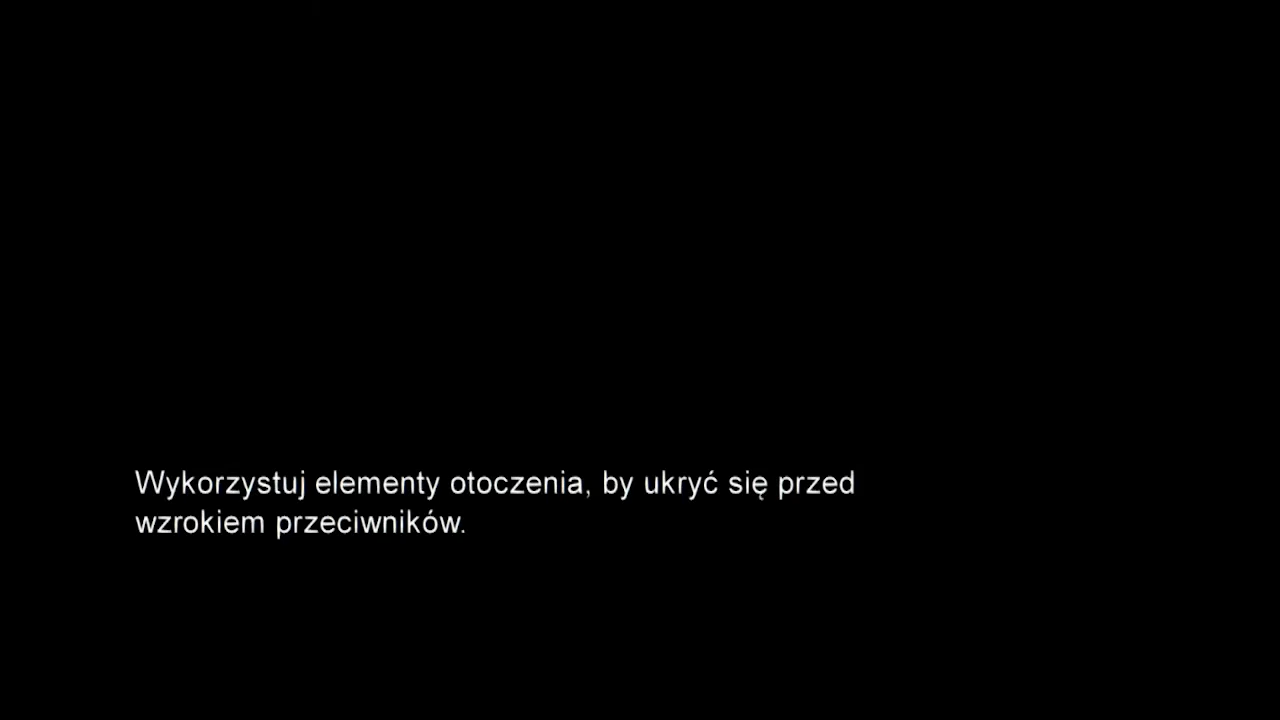 Wykorzystuj elementy otoczenia, by ukryć się przed
wzrokiem przeciwników.